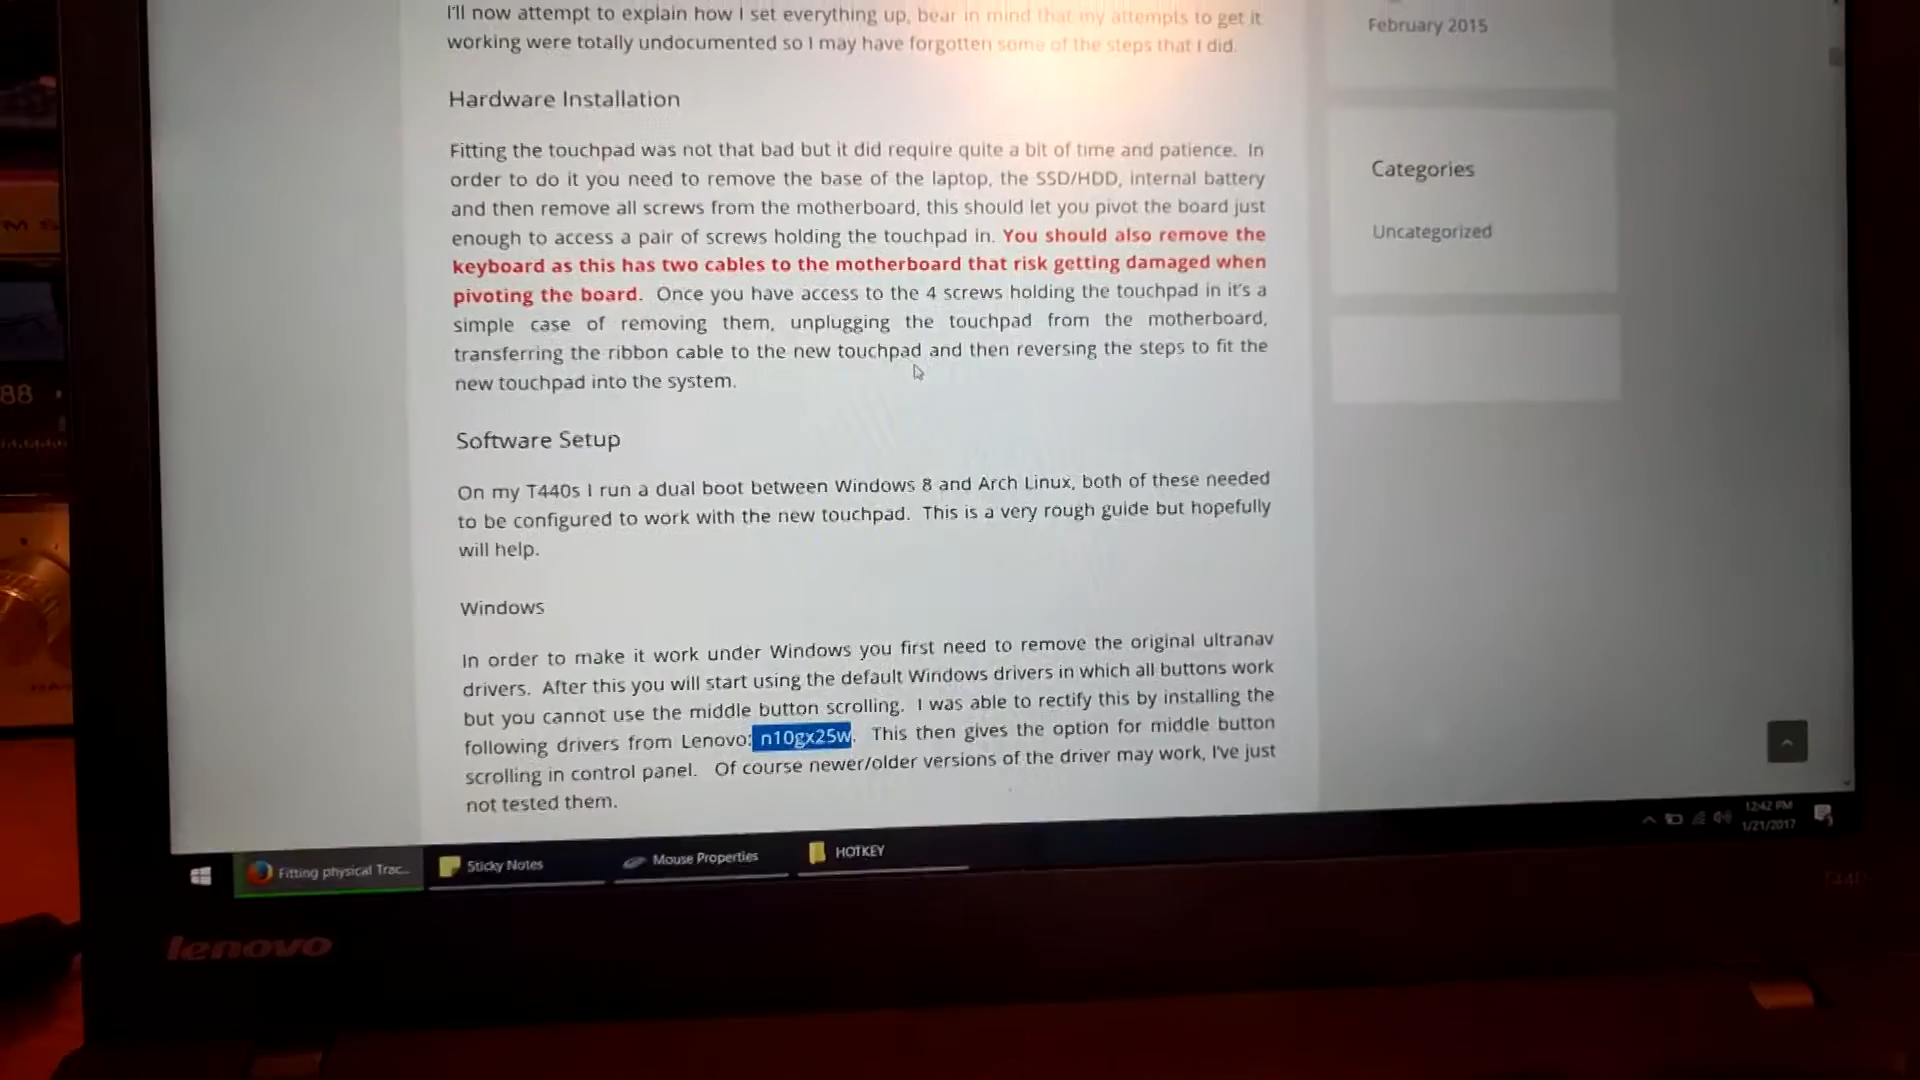 I'll now attempt to explain how I set everything up, bear in mind that my attempts to get it
working were totally undocumented so I may have forgotten some of the steps that I did.
Hardware Installation
Fitting the touchpad was not that bad but it did require quite a bit of time and patience. In
order to do it you need to remove the base of the laptop, the SSD/HDD, internal battery
and then remove all screws from the motherboard, this should let you pivot the board just
enough to access a pair of screws holding the touchpad in. You should also remove the
keyboard as this has two cables to the motherboard that risk getting damaged when
pivoting the board. Once you have access to the 4 screws holding the touchpad in it's a
simple case of removing them, unplugging the touchpad from the motherboard,
transferring the ribbon cable to the new touchpad and then reversing the steps to fit the
new touchpad into the system.
Software Setup
On my T440s I run a dual boot between Windows 8 and Arch Linux, both of these needed
to be configured to work with the new touchpad. This is a very rough guide but hopefully
will help.
Windows
In order to make it work under Windows you first need to remove the original ultranav
drivers. After this you will start using the default Windows drivers in which all buttons work
but you cannot use the middle button scrolling. I was able to rectify this by installing the
following drivers from Lenovo: n10gx25w. This then gives the option for middle button
scrolling in control panel. Of course newer/older versions of the driver may work, I've just
not tested them.
February 2015
Categories
Uncategorized
Fitting physical Trac...
Sticky Notes
Mouse Properties
HOTKEY
12:42 PM
1/21/2017
lenovo
88